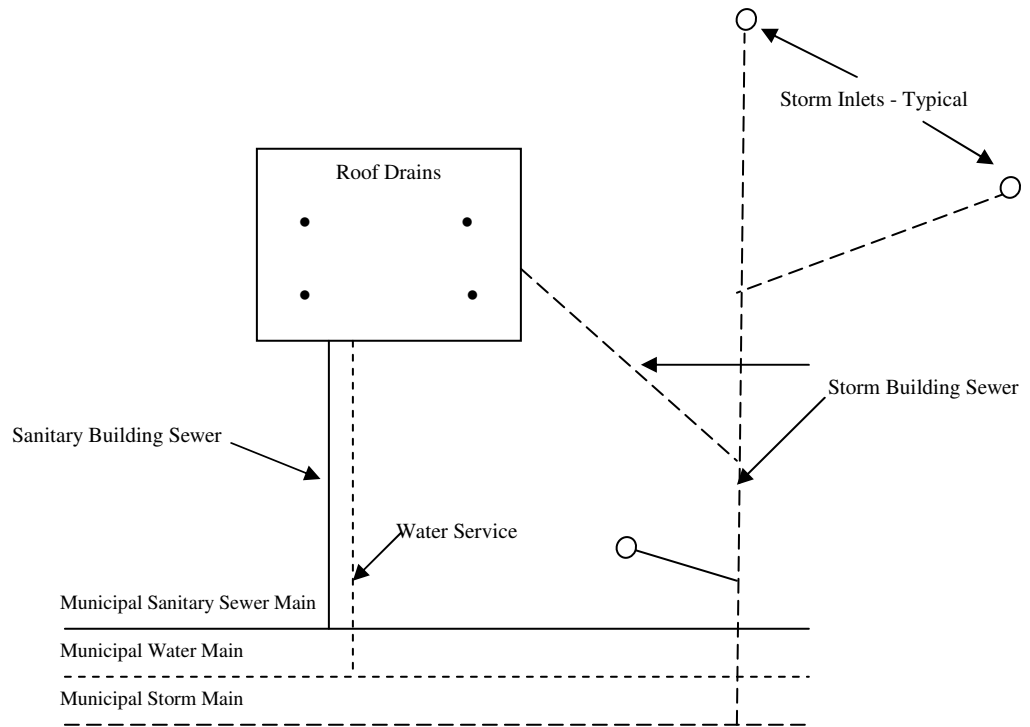 Storm Inlets - Typical
Roof Drains
Storm Building Sewer
Sanitary Building Sewer
Water Service
Municipal Sanitary Sewer Main
Municipal Water Main
Municipal Storm Main